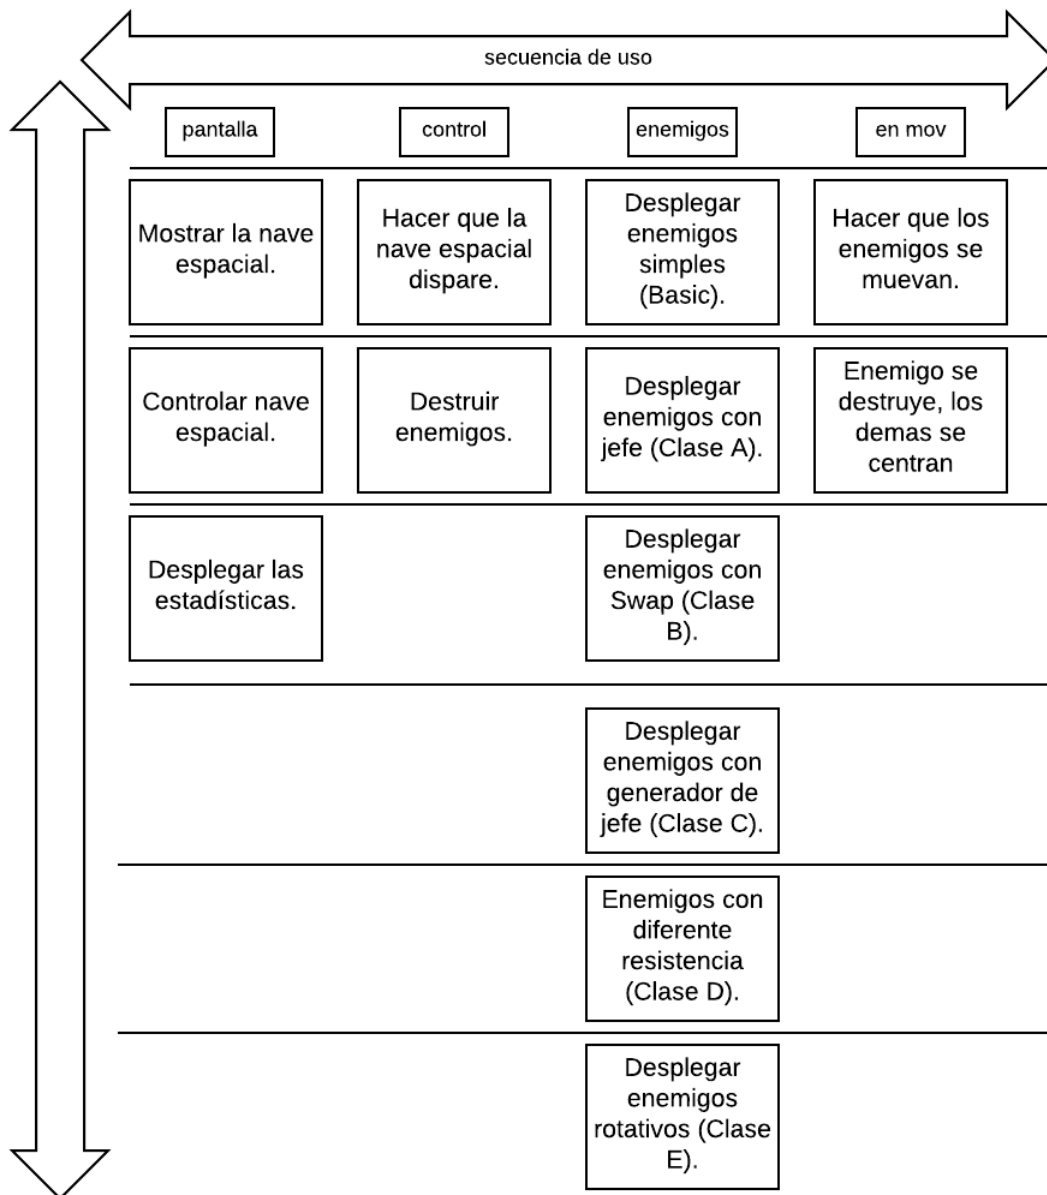 secuencia de uso
pantalla
control
enemigos
en mov
Mostrar la nave
espacial.
Hacer que la
nave espacial
dispare.
Desplegar
enemigos
simples
(Basic).
Hacer que los
enemigos se
muevan.
Controlar nave
espacial.
Destruir
enemigos.
Desplegar
enemigos con
jefe (Clase A).
Enemigo se
destruye, los
demas se
centran
Desplegar las
estadísticas.
Desplegar
enemigos con
Swap (Clase
B).
Desplegar
enemigos con
generador de
jefe (Clase C).
Enemigos con
diferente
resistencia
(Clase D).
Desplegar
enemigos
rotativos (Clase
E).